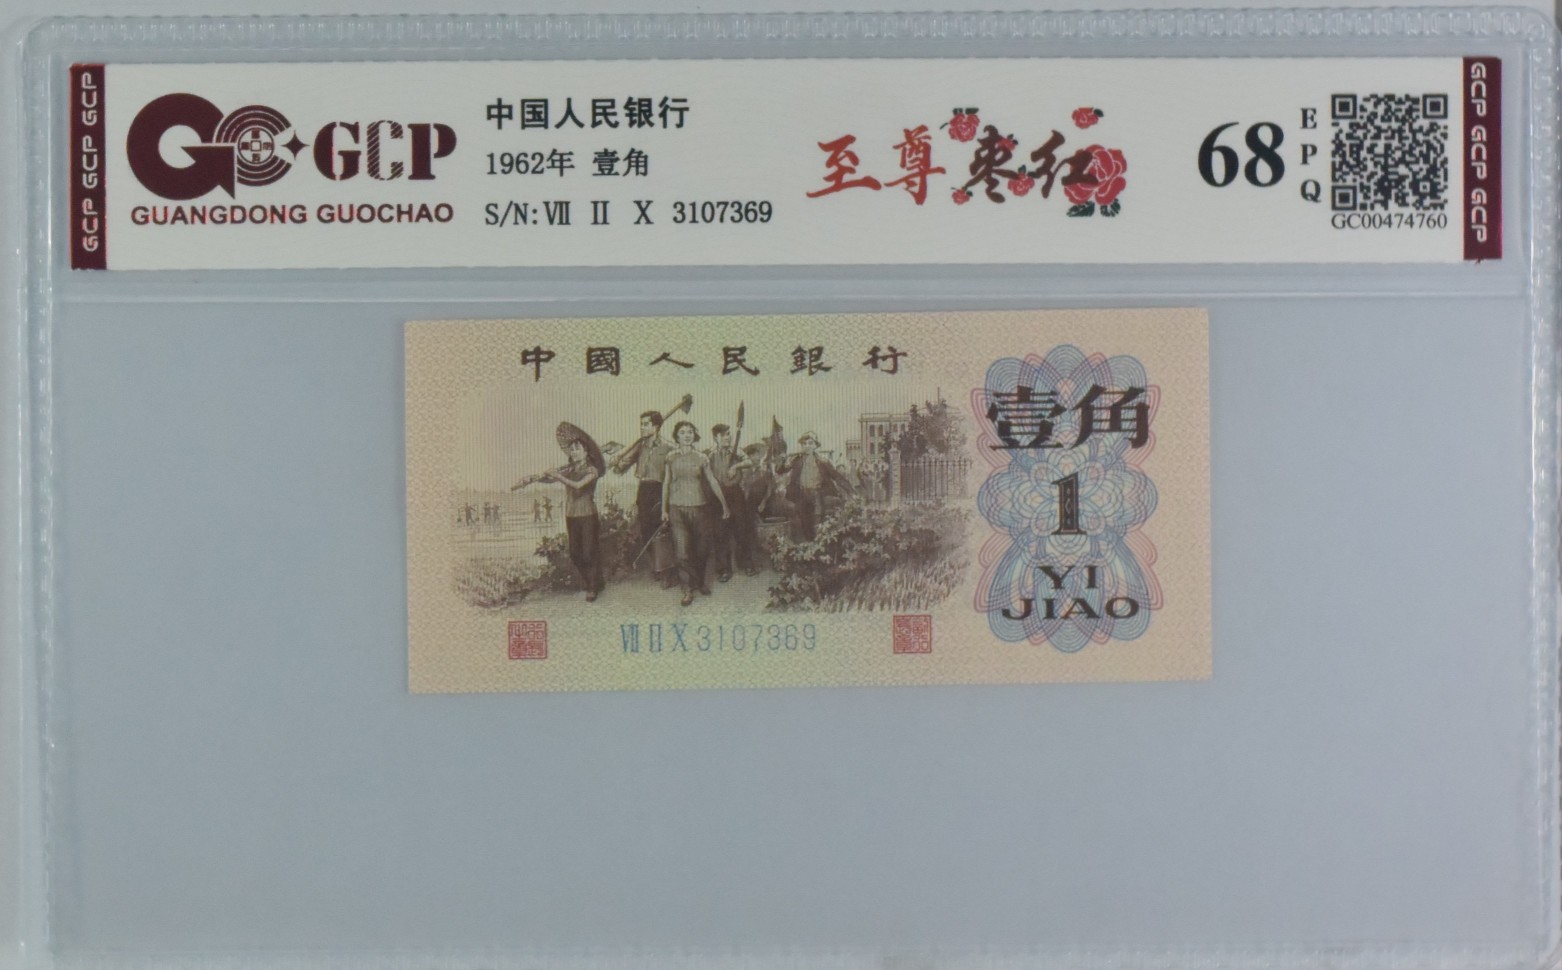 GCP GCP GCP
GCP
GUANGDONG GUOCHAO
中国人民银行
1962年 壹角
S/N: Ⅶ Ⅱ Ⅹ 3107369
至尊枣红
68
E
P
Q
GC00474760
GCP GCP GCP
中國人民銀行
壹角
1
YI
JIAO
Ⅶ Ⅱ Ⅹ 3107369